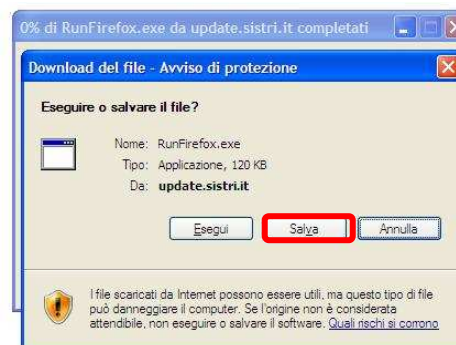 0% di RunFirefox.exe da update.sistri.it completati
Download del file - Avviso di protezione
Eseguire o salvare il file?
Nome: RunFirefox.exe
Tipo: Applicazione, 120 KB
Da: update.sistri.it
Esegui Salva Annulla
I file scaricati da Internet possono essere utili, ma questo tipo di file
può danneggiare il computer. Se l'origine non è considerata
attendibile, non eseguire o salvare il software. Quali rischi si corrono